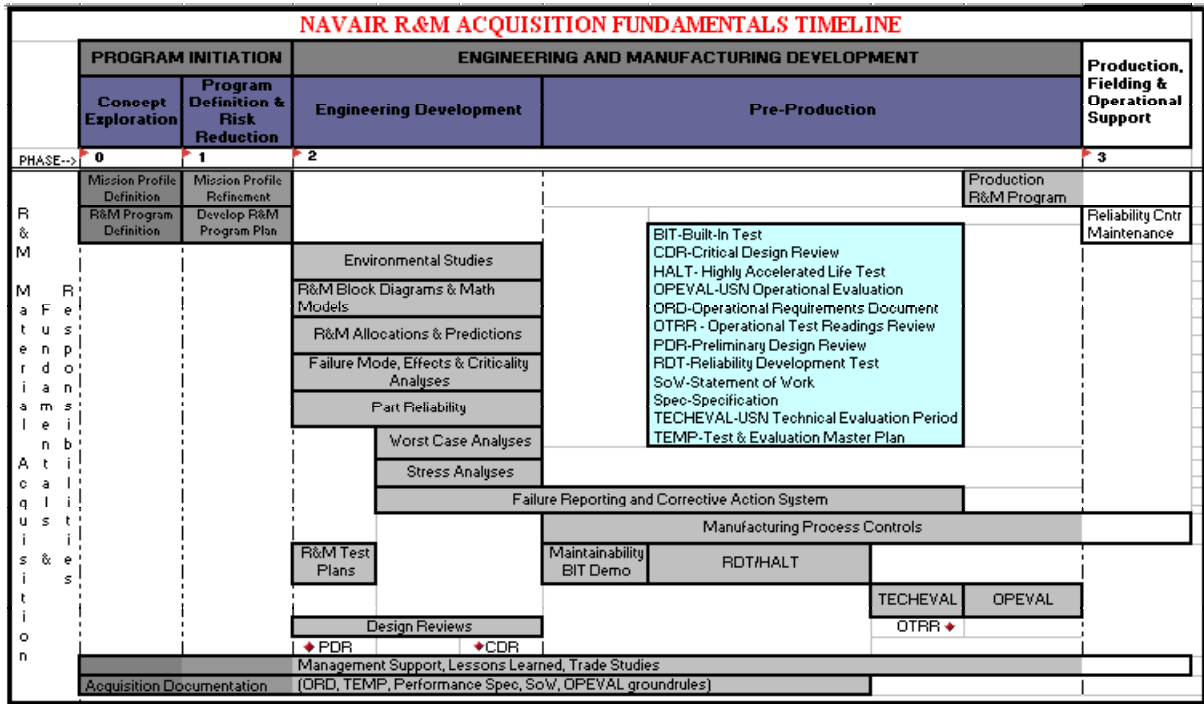 NAVAIR R&M ACQUISITION FUNDAMENTALS TIMELINE
PROGRAM INITIATION
ENGINEERING AND MANUFACTURING DEVELOPMENT
Production,
Fielding &
Operational
Support
Concept
Exploration
Program
Definition &
Risk
Reduction
Engineering Development
Pre-Production
PHASE--> 0 1 2 3
R&M Material Acquisition
Fundamentals &
Responsibilities
Mission Profile
Definition
Mission Profile
Refinement
Production
R&M Program
R&M Program
Definition
Develop R&M
Program Plan
Reliability Cntr
Maintenance
BIT-Built-In Test
CDR-Critical Design Review
HALT- Highly Accelerated Life Test
OPEVAL-USN Operational Evaluation
ORD-Operational Requirements Document
OTRR - Operational Test Readings Review
PDR-Preliminary Design Review
RDT-Reliability Development Test
SoW-Statement of Work
Spec-Specification
TECHEVAL-USN Technical Evaluation Period
TEMP-Test & Evaluation Master Plan
Environmental Studies
R&M Block Diagrams & Math
Models
R&M Allocations & Predictions
Failure Mode, Effects & Criticality
Analyses
Part Reliability
Worst Case Analyses
Stress Analyses
Failure Reporting and Corrective Action System
Manufacturing Process Controls
R&M Test
Plans
Maintainability
BIT Demo
RDT/HALT
TECHEVAL
OPEVAL
Design Reviews
OTRR
PDR
CDR
Management Support, Lessons Learned, Trade Studies
Acquisition Documentation (ORD, TEMP, Performance Spec, SoW, OPEVAL groundrules)